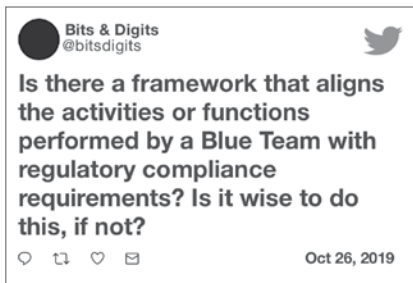 Bits & Digits
@bitsdigits
Is there a framework that aligns
the activities or functions
performed by a Blue Team with
regulatory compliance
requirements? Is it wise to do
this, if not?
Oct 26, 2019